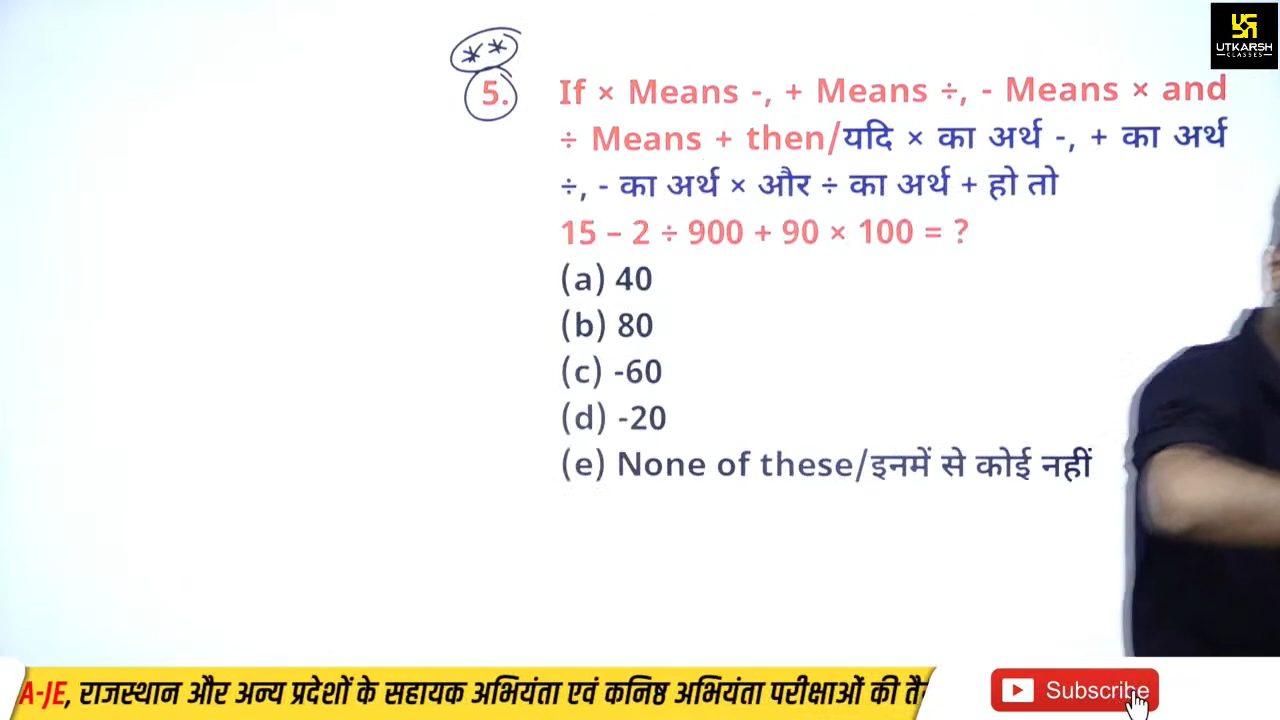 UTKARSH
CLASSES
**
5. If × Means -, + Means ÷, - Means × and
÷ Means + then/यदि × का अर्थ -, + का अर्थ
÷, - का अर्थ × और ÷ का अर्थ + हो तो
15 – 2 ÷ 900 + 90 × 100 = ?
(a) 40
(b) 80
(c) -60
(d) -20
(e) None of these/इनमें से कोई नहीं
A-JE, राजस्थान और अन्य प्रदेशों के सहायक अभियंता एवं कनिष्ठ अभियंता परीक्षाओं की
Subscribe